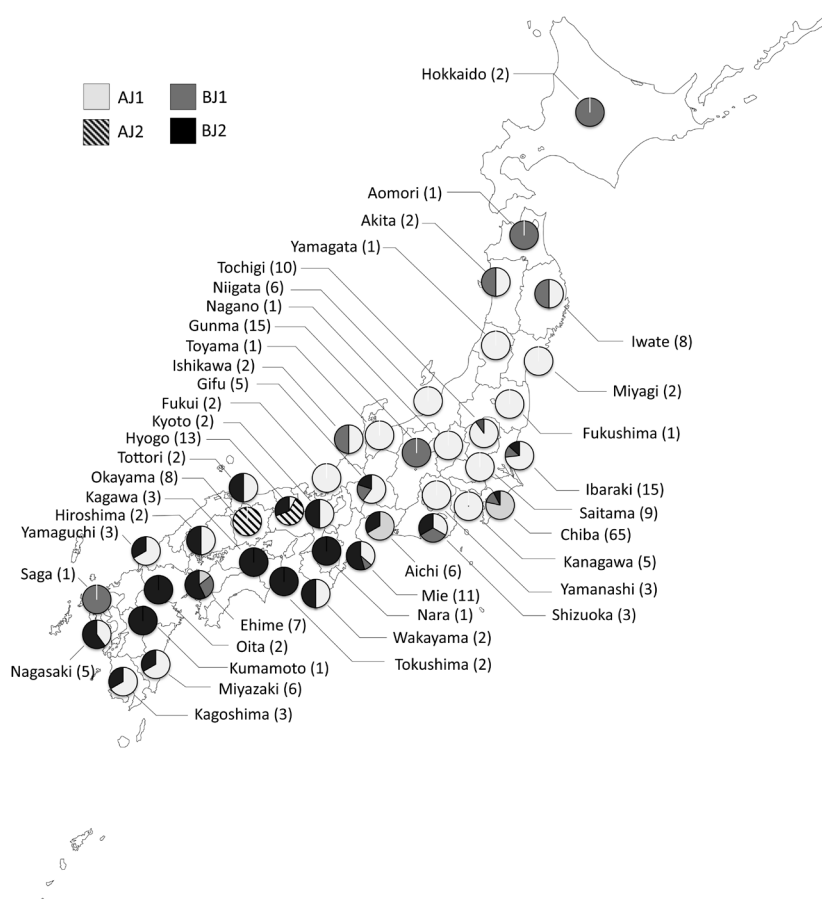 Hokkaido (2)
AJ1
BJ1
AJ2
BJ2
Aomori (1)
Akita (2)
Yamagata (1)
Tochigi (10)
Niigata (6)
Nagano (1)
Gunma (15)
Toyama (1)
Ishikawa (2)
Gifu (5)
Fukui (2)
Kyoto (2)
Hyogo (13)
Tottori (2)
Okayama (8)
Kagawa (3)
Hiroshima (2)
Yamaguchi (3)
Saga (1)
Iwate (8)
Miyagi (2)
Fukushima (1)
Ibaraki (15)
Saitama (9)
Chiba (65)
Kanagawa (5)
Yamanashi (3)
Shizuoka (3)
Aichi (6)
Mie (11)
Nara (1)
Wakayama (2)
Tokushima (2)
Ehime (7)
Oita (2)
Kumamoto (1)
Nagasaki (5)
Miyazaki (6)
Kagoshima (3)